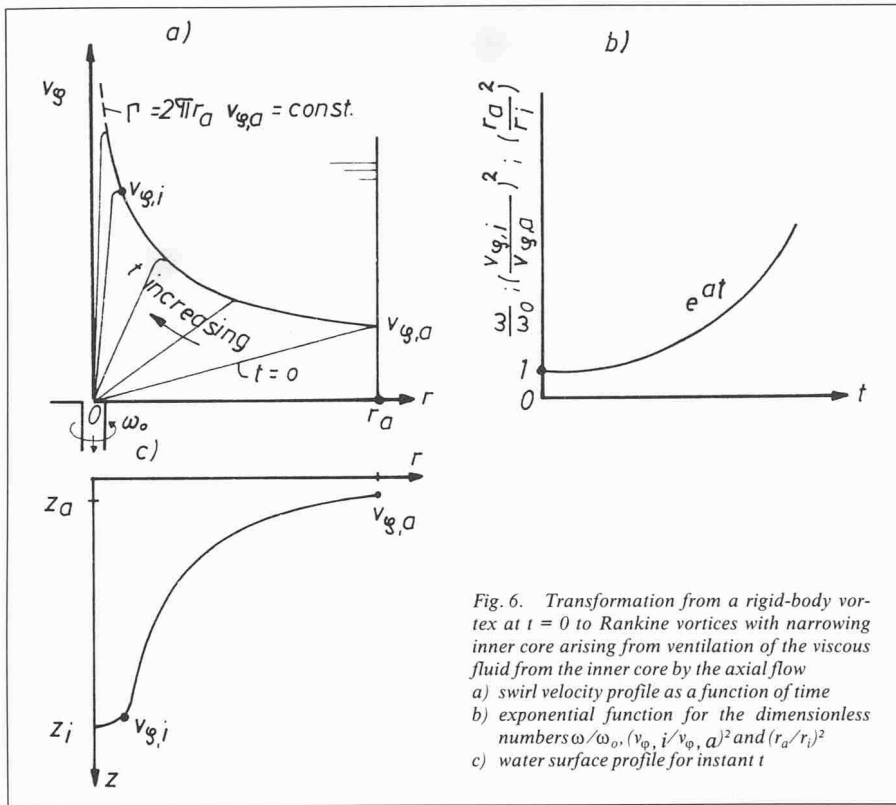 a)
v_φ
Γ = 2πr_a v_φ,a = const.
v_φ,i
t increasing
v_φ,a
t = 0
0
r_a
r
ω_o
b)
ω/ω_0 ; (v_φ,i/v_φ,a)² ; (r_a/r_i)²
e^at
1
0
t
c)
r
z_a
v_φ,a
z_i
v_φ,i
z
Fig. 6. Transformation from a rigid-body vor-
tex at t = 0 to Rankine vortices with narrowing
inner core arising from ventilation of the viscous
fluid from the inner core by the axial flow
a) swirl velocity profile as a function of time
b) exponential function for the dimensionless
numbers ω/ω_o, (v_φ, i/v_φ, a)² and (r_a/r_i)²
c) water surface profile for instant t